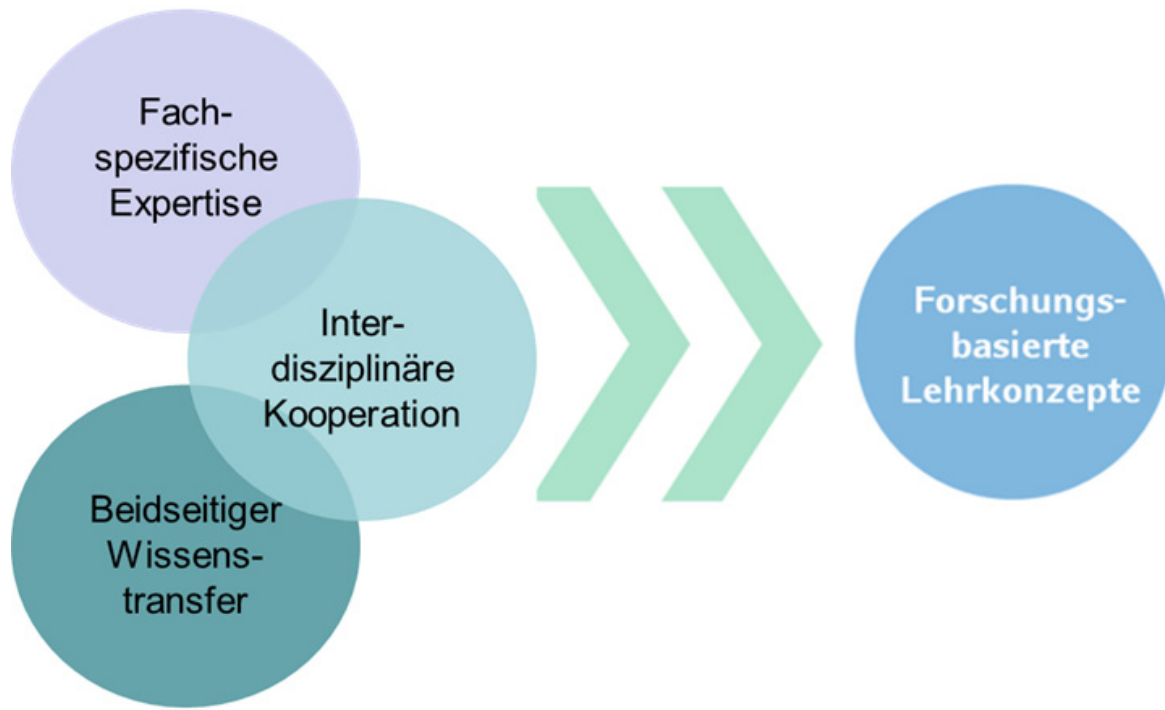 Fach-
spezifische
Expertise
Inter-
disziplinäre
Kooperation
Beidseitiger
Wissens-
transfer
Forschungs-
basierte
Lehrkonzepte